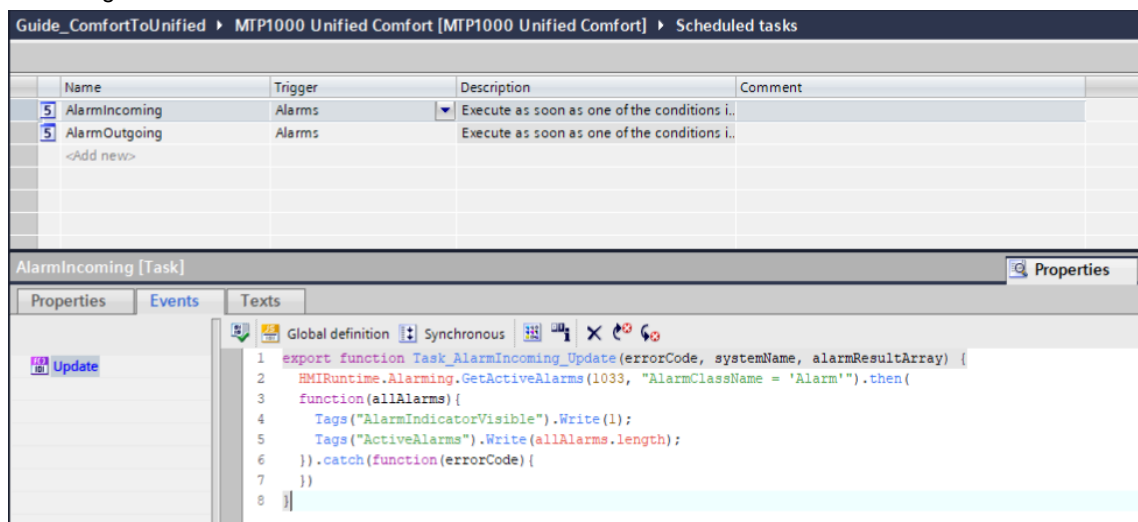 Guide_ComfortToUnified ▸ MTP1000 Unified Comfort [MTP1000 Unified Comfort] ▸ Scheduled tasks
Name Trigger Description Comment
AlarmIncoming Alarms Execute as soon as one of the conditions i..
AlarmOutgoing Alarms Execute as soon as one of the conditions i..
<Add new>
AlarmIncoming [Task] Properties
Properties Events Texts
Global definition Synchronous
Update
1 export function Task_AlarmIncoming_Update(errorCode, systemName, alarmResultArray) {
2 HMIRuntime.Alarming.GetActiveAlarms(1033, "AlarmClassName = 'Alarm'").then(
3 function(allAlarms){
4 Tags("AlarmIndicatorVisible").Write(1);
5 Tags("ActiveAlarms").Write(allAlarms.length);
6 }).catch(function(errorCode){
7 })
8 }